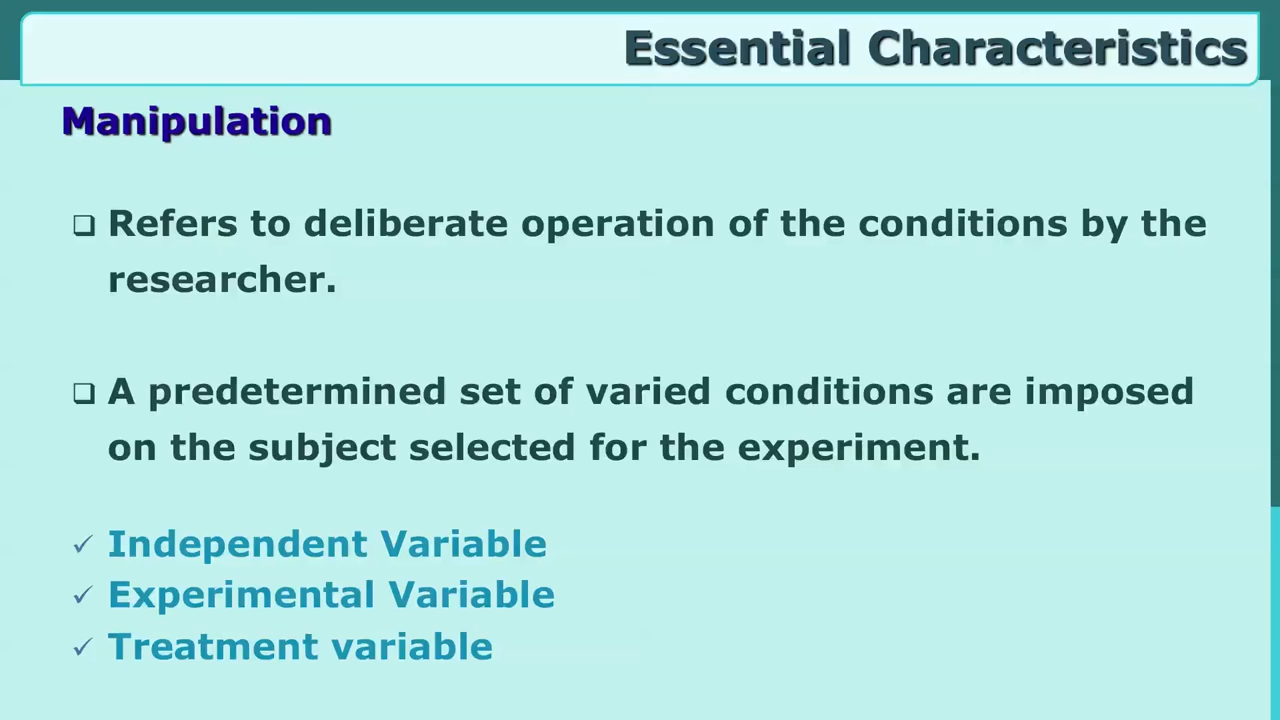 Essential Characteristics
Manipulation
❑ Refers to deliberate operation of the conditions by the
researcher.
❑ A predetermined set of varied conditions are imposed
on the subject selected for the experiment.
✓ Independent Variable
✓ Experimental Variable
✓ Treatment variable